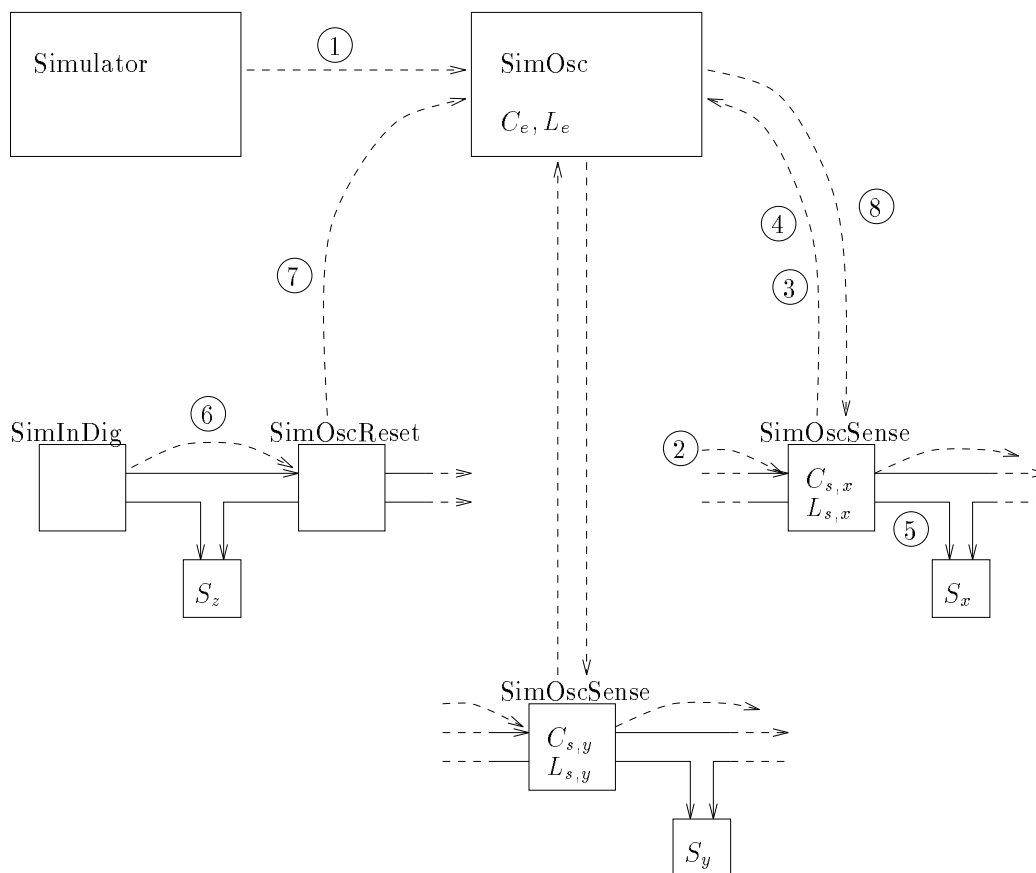 Simulator
1
SimOsc
C_e, L_e
8
4
7
3
6
SimInDig
SimOscReset
SimOscSense
2
C_{s,x}
L_{s,x}
5
S_z
S_x
SimOscSense
C_{s,y}
L_{s,y}
S_y